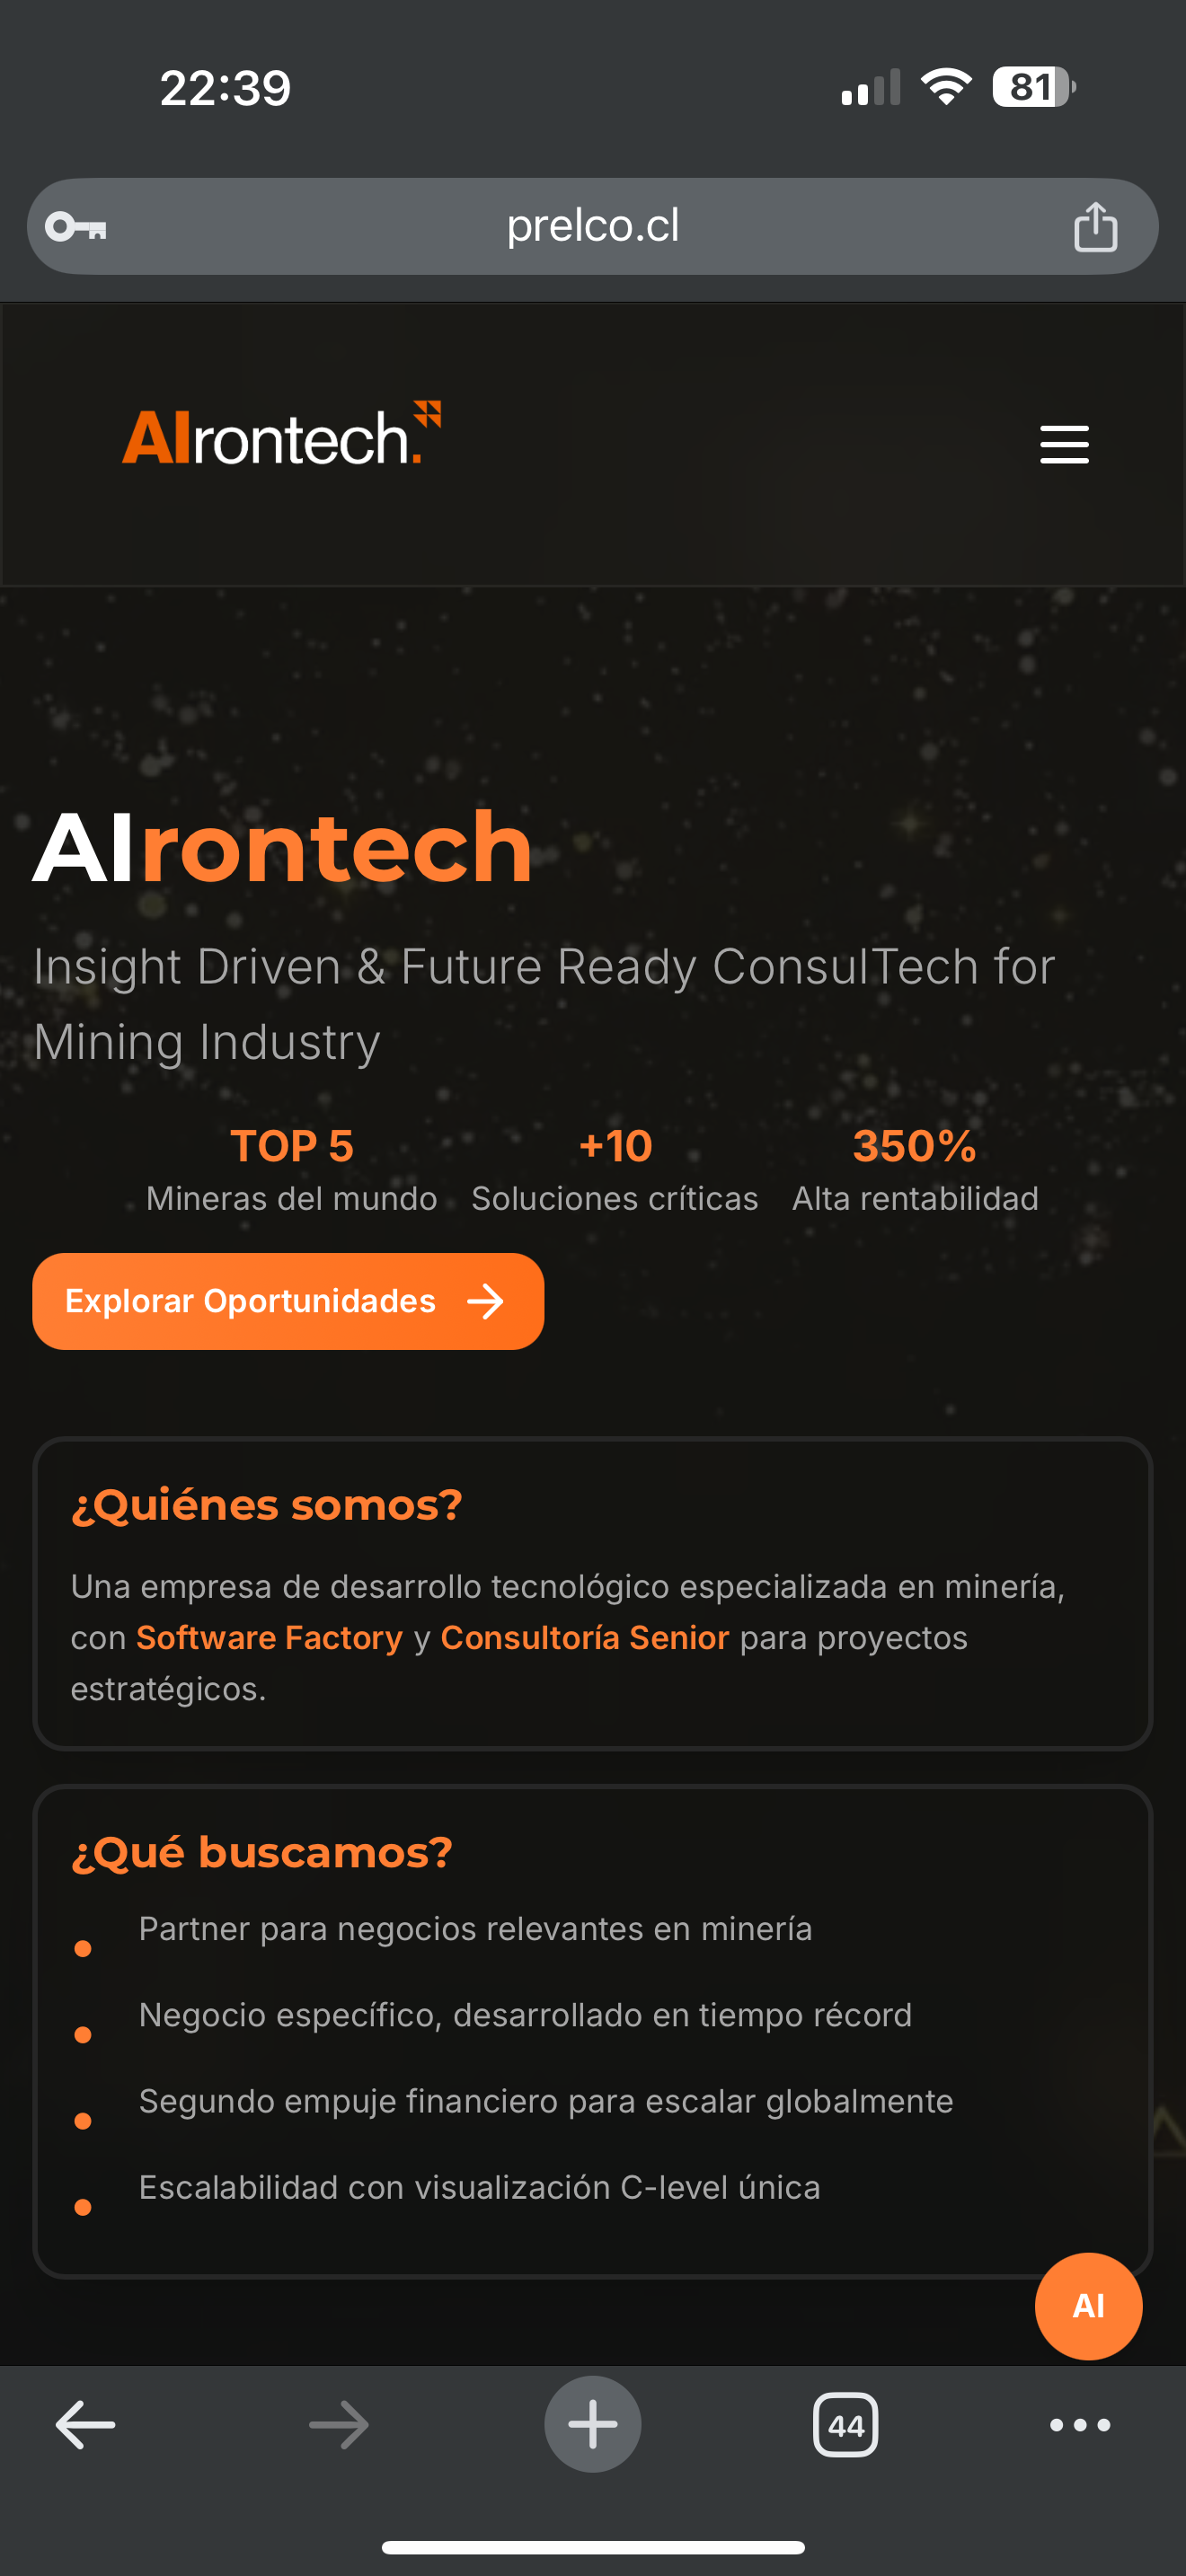 22:39
81
prelco.cl
AIrontech.
AIrontech
Insight Driven & Future Ready ConsulTech for
Mining Industry
TOP 5
Mineras del mundo
+10
Soluciones críticas
350%
Alta rentabilidad
Explorar Oportunidades
¿Quiénes somos?
Una empresa de desarrollo tecnológico especializada en minería,
con Software Factory y Consultoría Senior para proyectos
estratégicos.
¿Qué buscamos?
Partner para negocios relevantes en minería
Negocio específico, desarrollado en tiempo récord
Segundo empuje financiero para escalar globalmente
Escalabilidad con visualización C-level única
AI
44